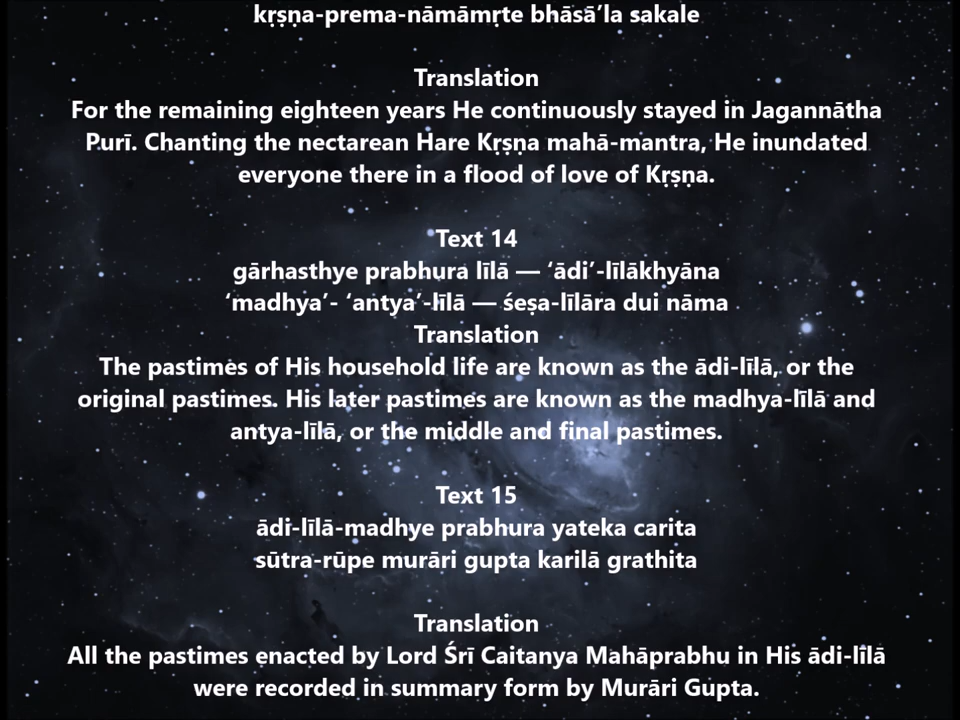 kṛṣṇa-prema-nāmāmṛte bhāsā’la sakale
Translation
For the remaining eighteen years He continuously stayed in Jagannātha
Purī. Chanting the nectarean Hare Kṛṣṇa mahā-mantra, He inundated
everyone there in a flood of love of Kṛṣṇa.
Text 14
gārhasthye prabhura līlā — ‘ādi’-līlākhyāna
‘madhya’- ‘antya’-līlā — śeṣa-līlāra dui nāma
Translation
The pastimes of His household life are known as the ādi-līlā, or the
original pastimes. His later pastimes are known as the madhya-līlā and
antya-līlā, or the middle and final pastimes.
Text 15
ādi-līlā-madhye prabhura yateka carita
sūtra-rūpe murāri gupta karilā grathita
Translation
All the pastimes enacted by Lord Śrī Caitanya Mahāprabhu in His ādi-līlā
were recorded in summary form by Murāri Gupta.